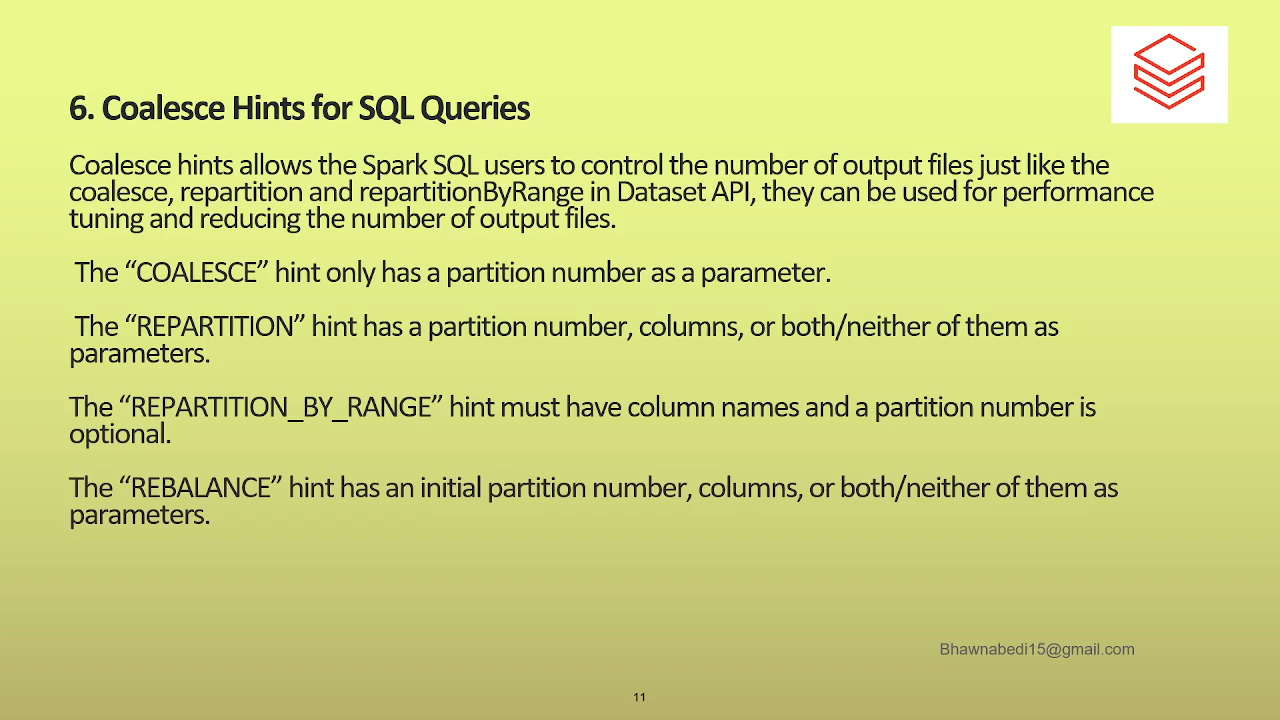 6. Coalesce Hints for SQL Queries
Coalesce hints allows the Spark SQL users to control the number of output files just like the
coalesce, repartition and repartitionByRange in Dataset API, they can be used for performance
tuning and reducing the number of output files.
The “COALESCE” hint only has a partition number as a parameter.
The “REPARTITION” hint has a partition number, columns, or both/neither of them as
parameters.
The “REPARTITION_BY_RANGE” hint must have column names and a partition number is
optional.
The “REBALANCE” hint has an initial partition number, columns, or both/neither of them as
parameters.
Bhawnabedi15@gmail.com
11